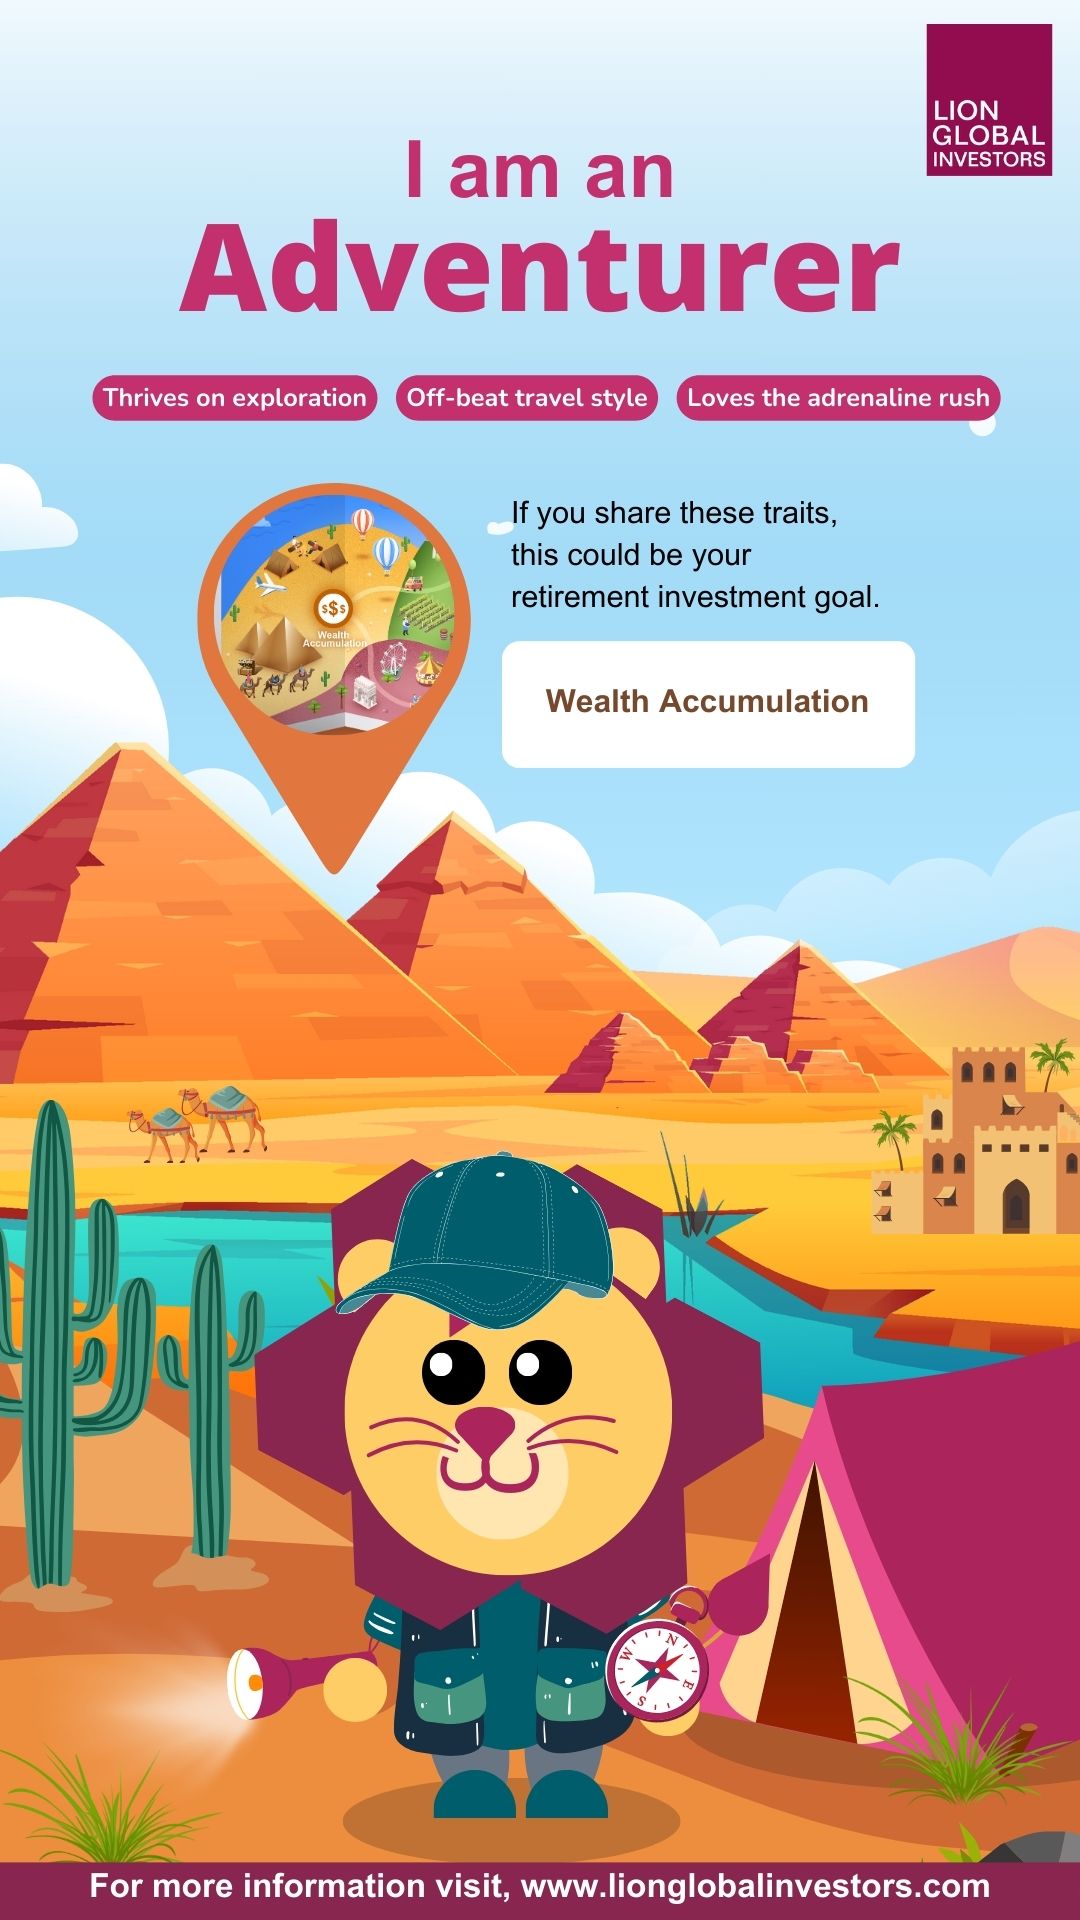 LION
GLOBAL
INVESTORS
I am an
Adventurer
Thrives on exploration
Off-beat travel style
Loves the adrenaline rush
If you share these traits,
this could be your
retirement investment goal.
$$$
Wealth
Accumulation
Wealth Accumulation
N
W
E
S
For more information visit, www.lionglobalinvestors.com